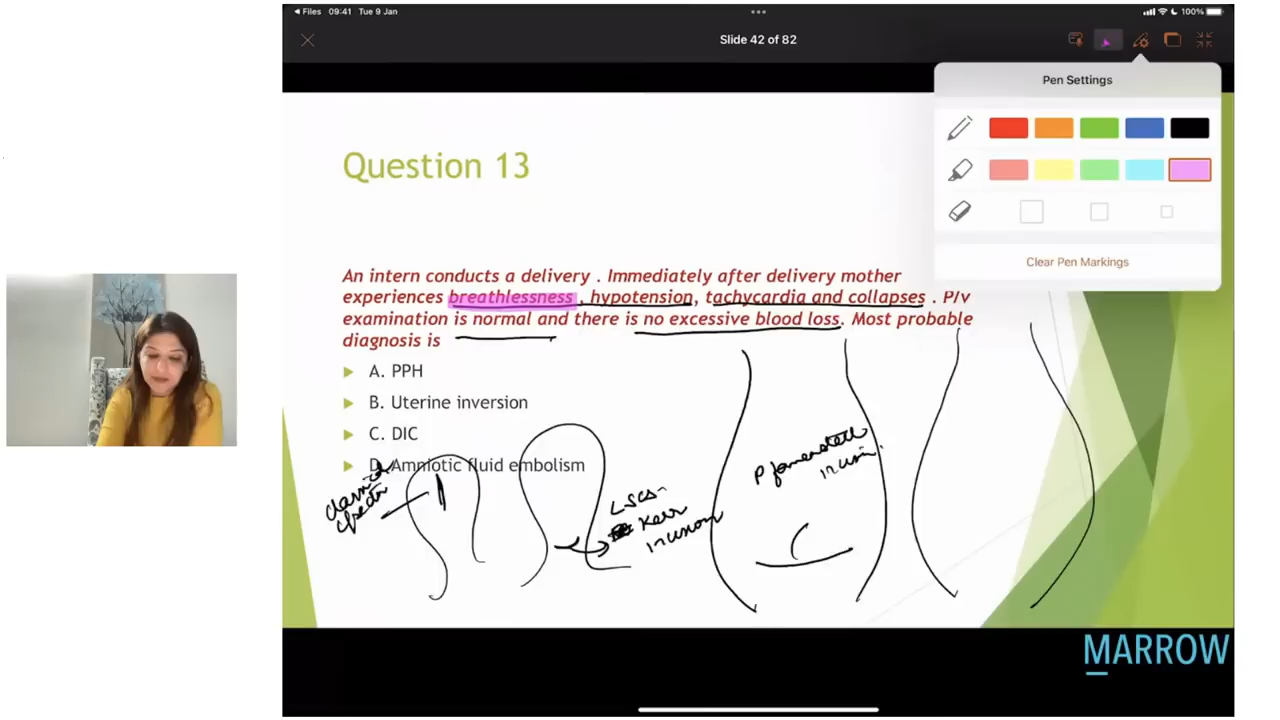 Files 09:41 Tue 9 Jan
100%
Slide 42 of 82
Pen Settings
Clear Pen Markings
Question 13
An intern conducts a delivery . Immediately after delivery mother
experiences breathlessness , hypotension, tachycardia and collapses . P/v
examination is normal and there is no excessive blood loss. Most probable
diagnosis is
A. PPH
B. Uterine inversion
C. DIC
D. Amniotic fluid embolism
LSCS-
Kerr
incision
MARROW